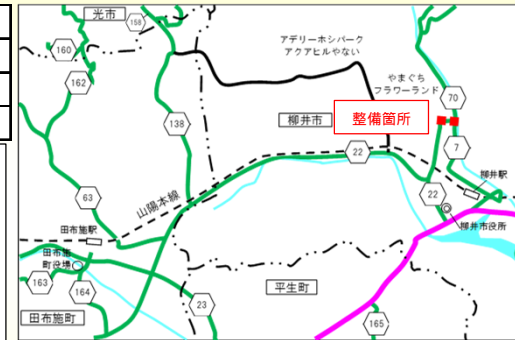 光市
158
アデリーホシパーク
アクアヒルやない
160
162
やまぐち
フラワーランド
70
138
柳井市
整備箇所
22
7
山陽本線
63
柳井駅
22
柳井市役所
田布施駅
田布施
町役場
163
164
23
平生町
田布施町
165